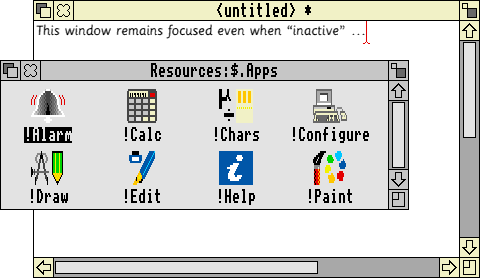 <untitled> *
This window remains focused even when “inactive” ...
Resources:$.Apps
!Alarm !Calc !Chars !Configure
!Draw !Edit !Help !Paint